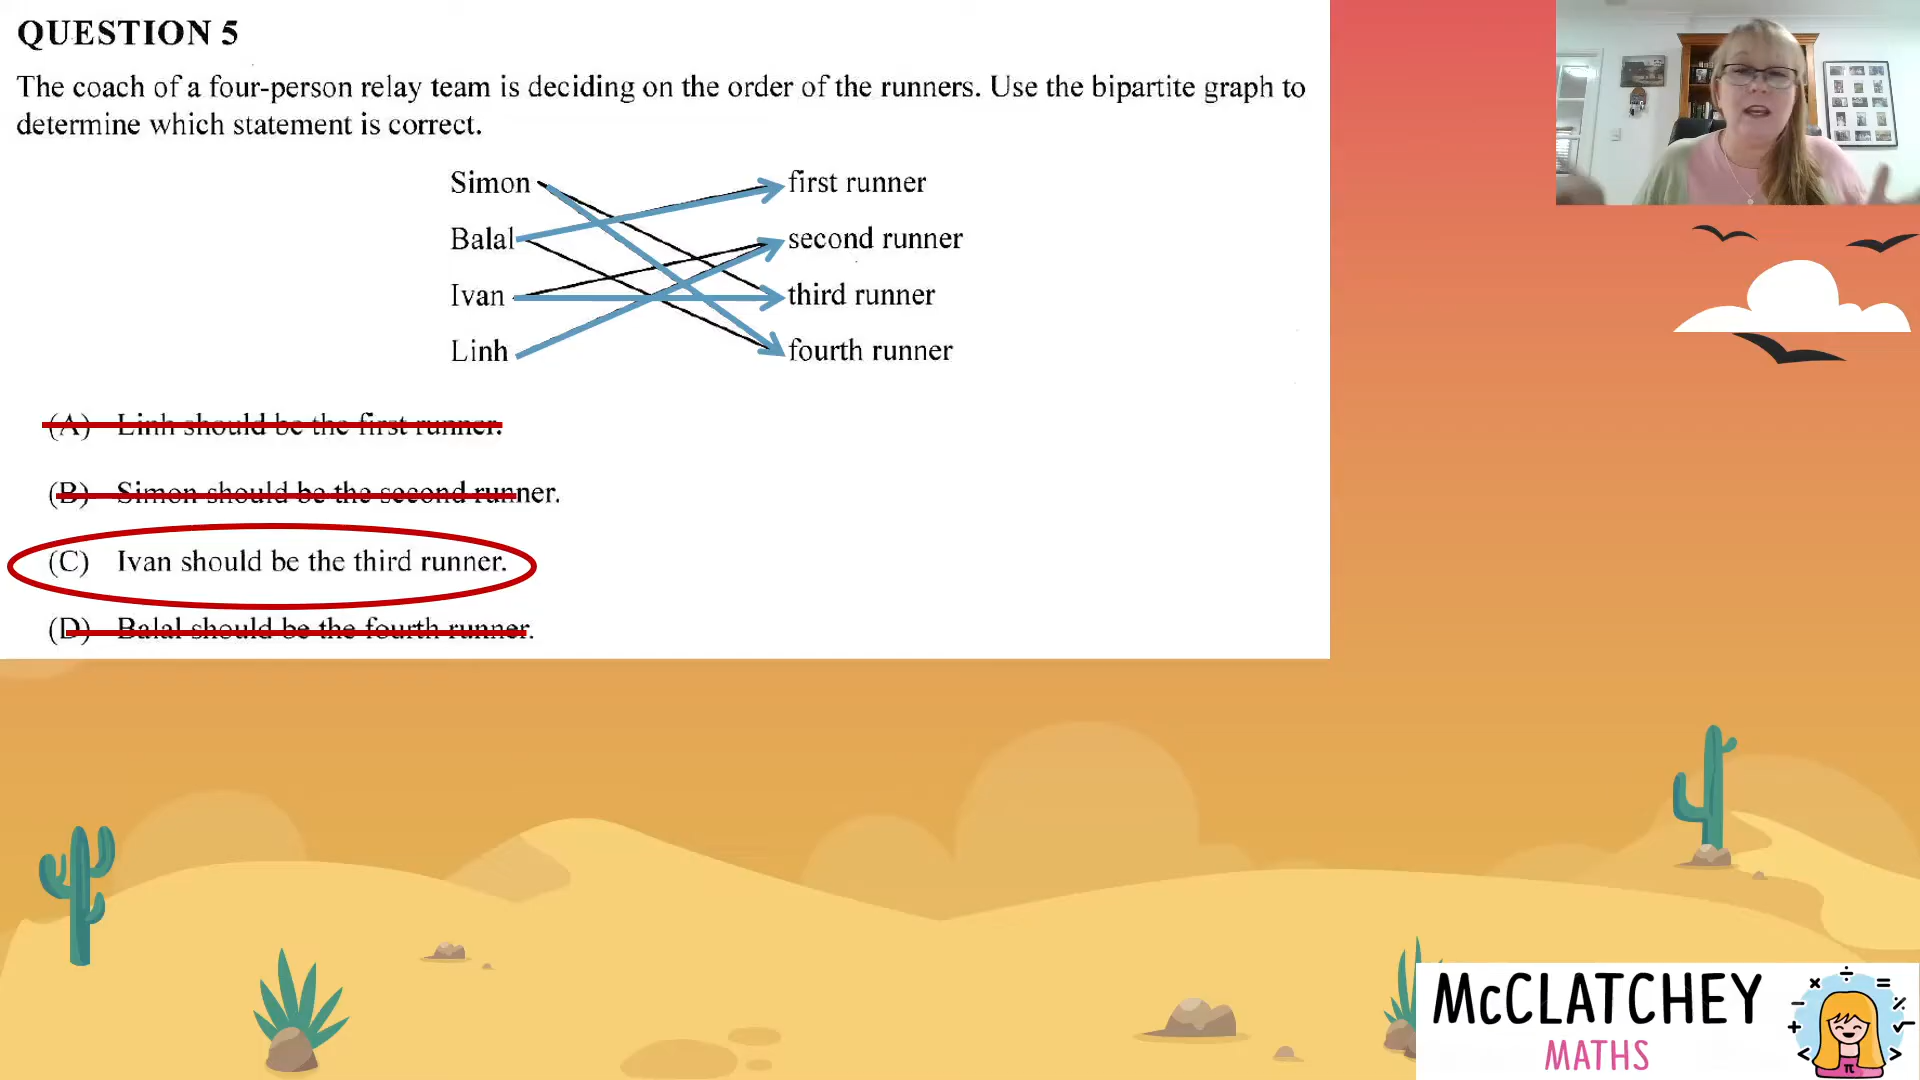 QUESTION 5
The coach of a four-person relay team is deciding on the order of the runners. Use the bipartite graph to
determine which statement is correct.
Simon first runner
Balal second runner
Ivan third runner
Linh fourth runner
(A) Linh should be the first runner.
(B) Simon should be the second runner.
(C) Ivan should be the third runner.
(D) Balal should be the fourth runner.
McCLATCHEY
MATHS
π